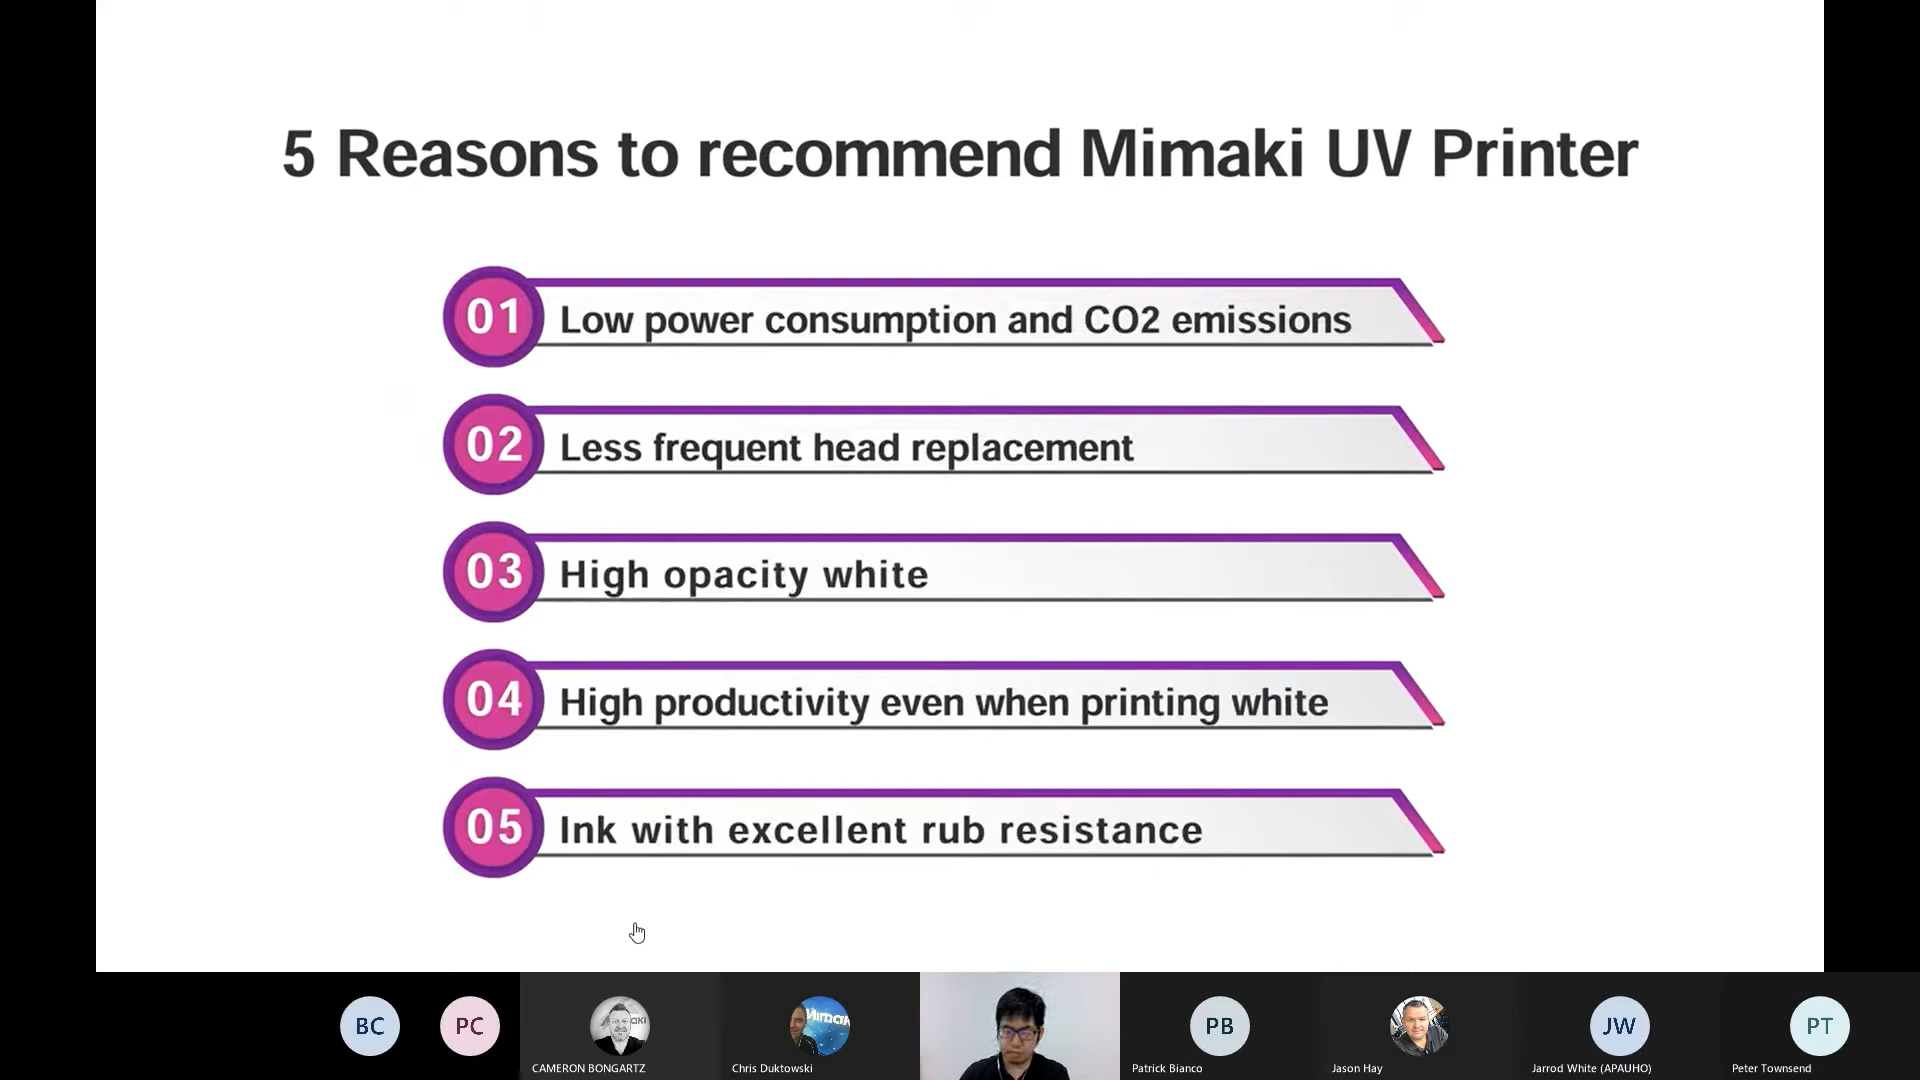 5 Reasons to recommend Mimaki UV Printer
01 Low power consumption and CO2 emissions
02 Less frequent head replacement
03 High opacity white
04 High productivity even when printing white
05 Ink with excellent rub resistance
BC
PC
CAMERON BONGARTZ
Chris Duktowski
PB
Patrick Bianco
Jason Hay
JW
Jarrod White (APAUHO)
PT
Peter Townsend